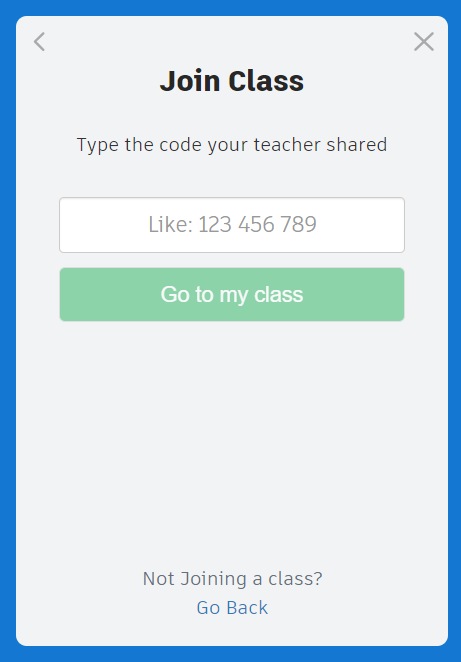 Join Class
Type the code your teacher shared
Like: 123 456 789
Go to my class
Not Joining a class?
Go Back